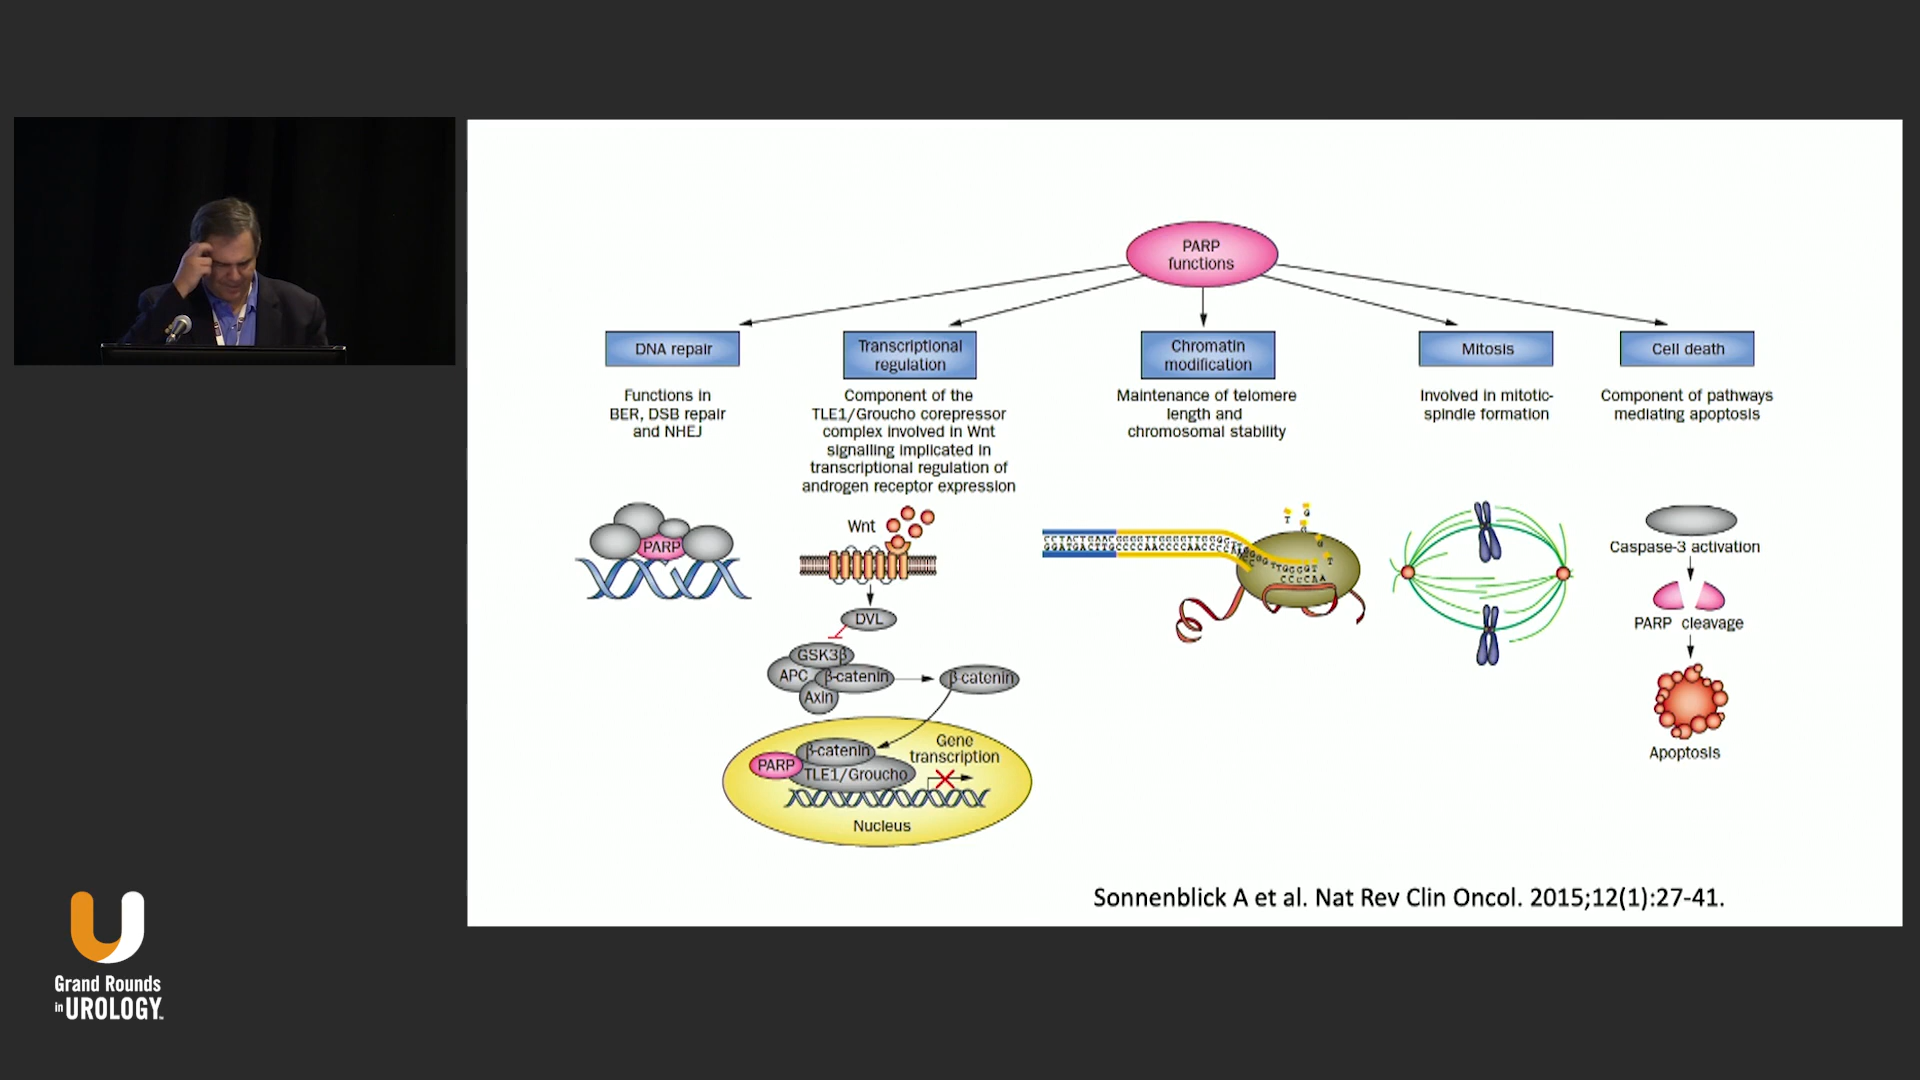 PARP
functions
DNA repair
Functions in
BER, DSB repair
and NHEJ
PARP
Transcriptional
regulation
Component of the
TLE1/Groucho corepressor
complex involved in Wnt
signalling implicated in
transcriptional regulation of
androgen receptor expression
Wnt
DVL
GSK3β
APC
β-catenin
Axin
β-catenin
β-catenin
PARP
TLE1/Groucho
Gene
transcription
Nucleus
Chromatin
modification
Maintenance of telomere
length and
chromosomal stability
CCTACTGAACGGGGTTGGGGTTGGGG
GGATGACTTGCCCCAACCCCAACCCC
CCCCAA
Mitosis
Involved in mitotic-
spindle formation
Cell death
Component of pathways
mediating apoptosis
Caspase-3 activation
PARP cleavage
Apoptosis
Sonnenblick A et al. Nat Rev Clin Oncol. 2015;12(1):27-41.
Grand Rounds
in UROLOGY